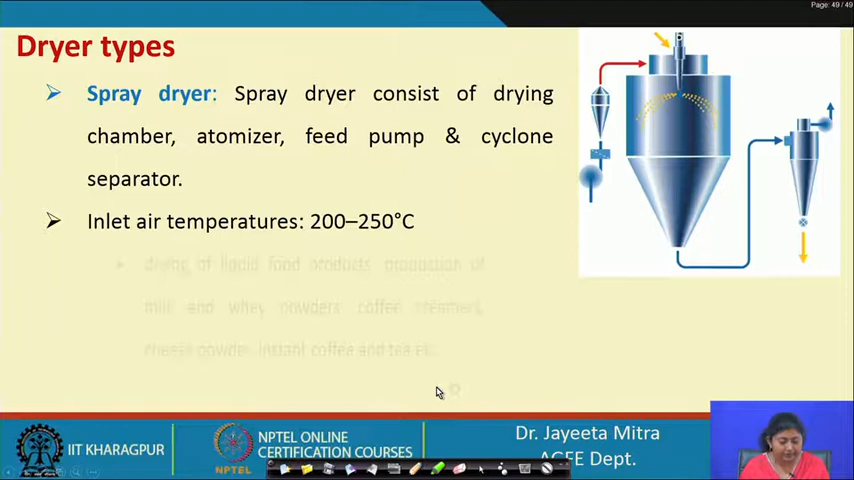 Page: 49 / 49
Dryer types
Spray dryer: Spray dryer consist of drying
chamber, atomizer, feed pump & cyclone
separator.
Inlet air temperatures: 200–250°C
drying of liquid food products production of
milk and whey powders coffee creamers,
cheese powder instant coffee and tea
IIT KHARAGPUR
NPTEL
NPTEL ONLINE
CERTIFICATION COURSES
Dr. Jayeeta Mitra
AGFE Dept.